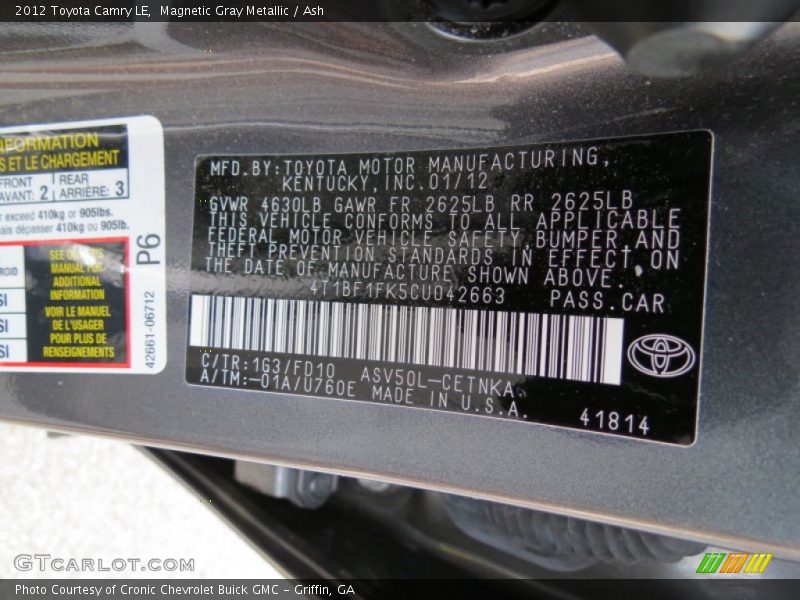 2012 Toyota Camry LE, Magnetic Gray Metallic / Ash
ET LE CHARGEMENT
FRONT 2 REAR 3
AVANT: ARRIÈRE:
exceed 410kg or 905lbs.
dépasser 410kg ou 905lb.
SEE OWNER'S
MANUAL FOR
ADDITIONAL
INFORMATION
VOIR LE MANUEL
DE L'USAGER
POUR PLUS DE
RENSEIGNEMENTS
P6
42661-06712
MFD.BY:TOYOTA MOTOR MANUFACTURING,
KENTUCKY,INC.01/12
GVWR 4630LB GAWR FR 2625LB RR 2625LB
THIS VEHICLE CONFORMS TO ALL APPLICABLE
FEDERAL MOTOR VEHICLE SAFETY,BUMPER,AND
THEFT PREVENTION STANDARDS IN EFFECT ON
THE DATE OF MANUFACTURE SHOWN ABOVE.
4T1BF1FK5CU042663 PASS.CAR
C/TR:1G3/FD10 ASV50L-CETNKA
A/TM:-01A/U760E MADE IN U.S.A.
41814
GTCARLOT.COM
Photo Courtesy of Cronic Chevrolet Buick GMC – Griffin, GA